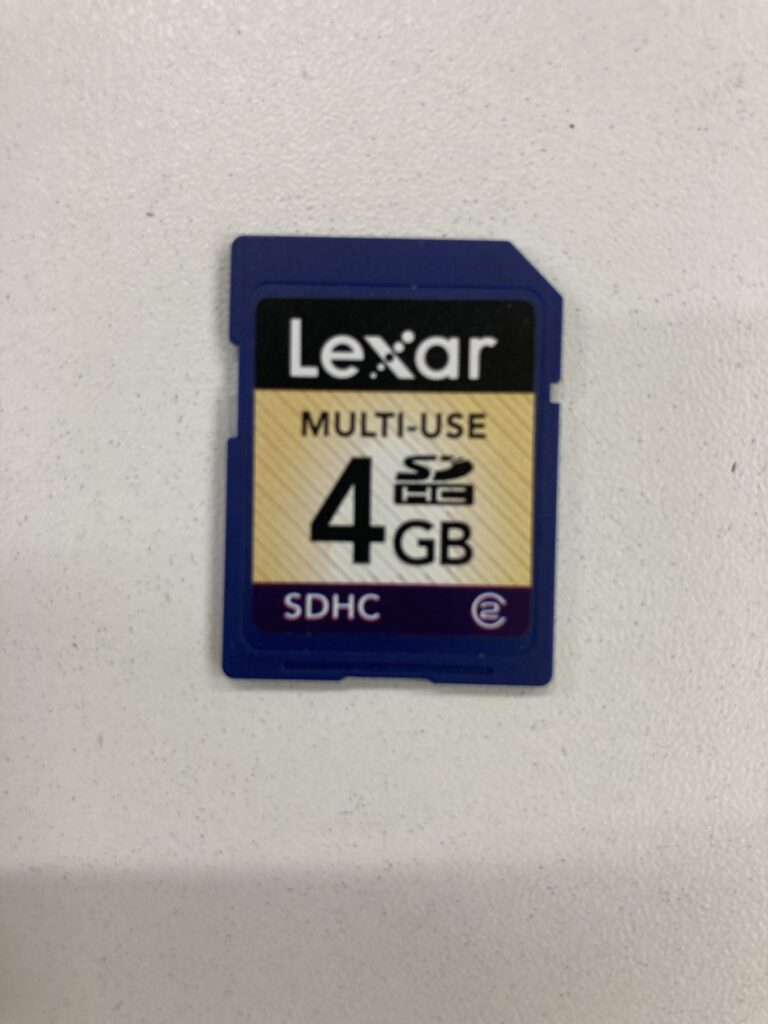 Lexar
MULTI-USE
4 GB
SD
HC
SDHC
2